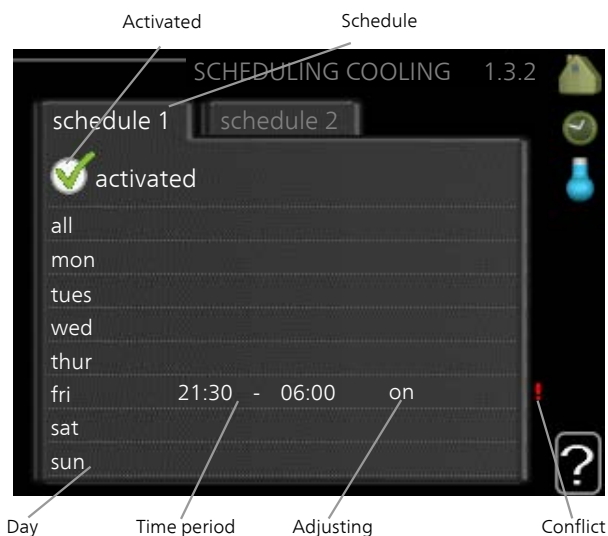 Activated Schedule
SCHEDULING COOLING 1.3.2
schedule 1 schedule 2
activated
all
mon
tues
wed
thur
fri 21:30 - 06:00 on !
sat
sun
?
Day Time period Adjusting Conflict